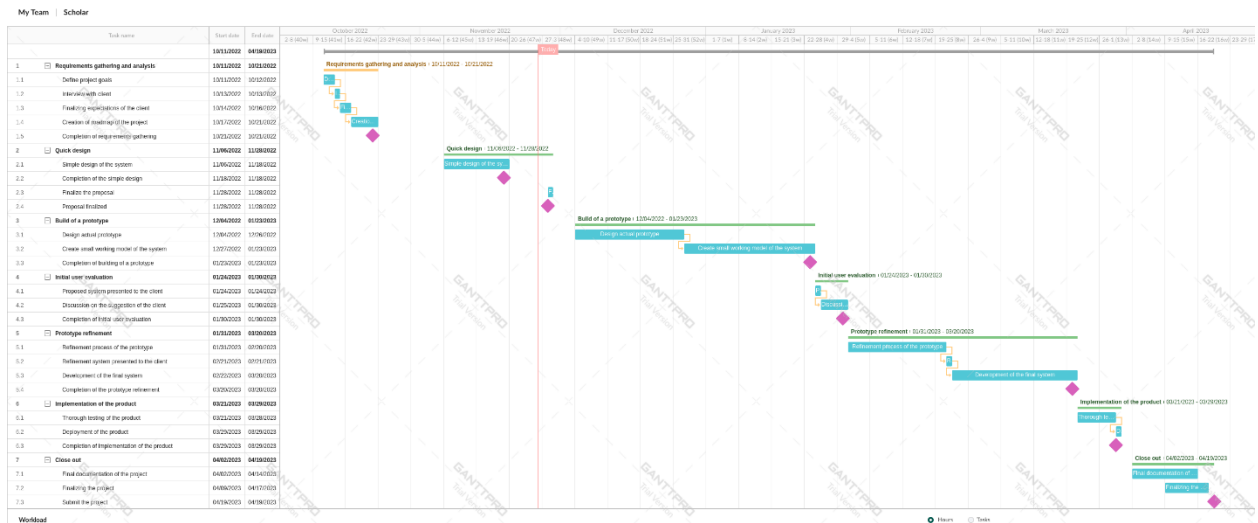 My Team | Scholar
Task name Start date End date
October 2022 November 2022 December 2022 January 2023 February 2023 March 2023 April 2023
10/11/2022 04/19/2023
Today
1 Requirements gathering and analysis 10/11/2022 10/21/2022
Requirements gathering and analysis : 10/11/2022 - 10/21/2022
1.1 Define project goals 10/11/2022 10/12/2022
1.2 Interview with client 10/13/2022 10/13/2022
1.3 Finalizing expectations of the client 10/14/2022 10/16/2022
1.4 Creation of roadmap of the project 10/17/2022 10/21/2022
Creatio...
1.5 Completion of requirements gathering 10/21/2022 10/21/2022
2 Quick design 11/06/2022 11/28/2022
Quick design : 11/06/2022 - 11/28/2022
2.1 Simple design of the system 11/06/2022 11/18/2022
Simple design of the sy...
2.2 Completion of the simple design 11/18/2022 11/18/2022
2.3 Finalize the proposal 11/28/2022 11/28/2022
2.4 Proposal finalized 11/28/2022 11/28/2022
3 Build of a prototype 12/04/2022 01/23/2023
Build of a prototype : 12/04/2022 - 01/23/2023
3.1 Design actual prototype 12/04/2022 12/26/2022
Design actual prototype
3.2 Create small working model of the system 12/27/2022 01/23/2023
Create small working model of the system
3.3 Completion of building of a prototype 01/23/2023 01/23/2023
4 Initial user evaluation 01/24/2023 01/30/2023
Initial user evaluation : 01/24/2023 - 01/30/2023
4.1 Proposed system presented to the client 01/24/2023 01/24/2023
4.2 Discussion on the suggestion of the client 01/25/2023 01/30/2023
Discussi...
4.3 Completion of Initial user evaluation 01/30/2023 01/30/2023
5 Prototype refinement 01/31/2023 03/20/2023
Prototype refinement : 01/31/2023 - 03/20/2023
5.1 Refinement process of the prototype 01/31/2023 02/20/2023
Refinement process of the prototype
5.2 Refinement system presented to the client 02/21/2023 02/21/2023
5.3 Development of the final system 02/22/2023 03/20/2023
Development of the final system
5.4 Completion of the prototype refinement 03/20/2023 03/20/2023
6 Implementation of the product 03/21/2023 03/29/2023
Implementation of the product : 03/21/2023 - 03/29/2023
6.1 Thorough testing of the product 03/21/2023 03/28/2023
Thorough te...
6.2 Deployment of the product 03/29/2023 03/29/2023
6.3 Completion of implementation of the product 03/29/2023 03/29/2023
7 Close out 04/02/2023 04/19/2023
Close out : 04/02/2023 - 04/19/2023
7.1 Final documentation of the project 04/02/2023 04/14/2023
Final documentation of ...
7.2 Finalizing the project 04/09/2023 04/17/2023
Finalizing the ...
7.3 Submit the project 04/19/2023 04/19/2023
GANTTPRO
Trial Version
Workload Hours Tasks